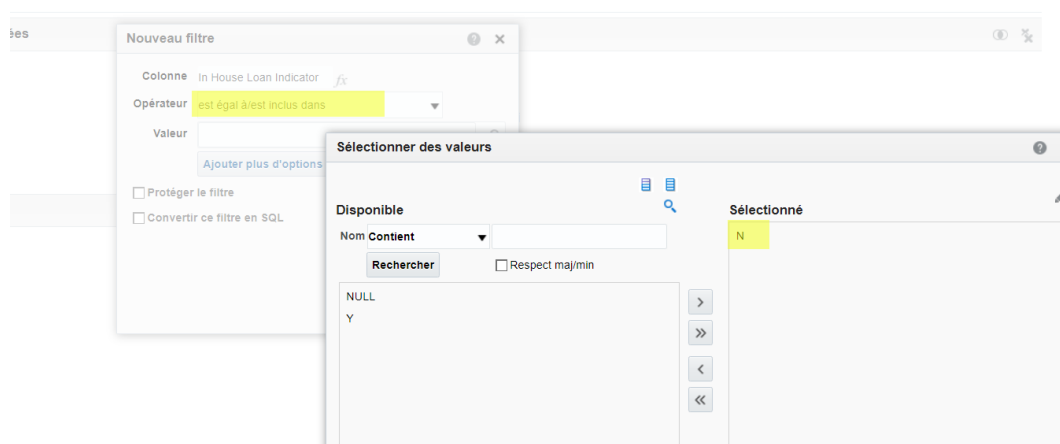 ées
Nouveau filtre
Colonne In House Loan Indicator fx
Opérateur est égal à/est inclus dans
Valeur
Ajouter plus d'options
Protéger le filtre
Convertir ce filtre en SQL
Sélectionner des valeurs
Disponible
Nom Contient
Rechercher Respect maj/min
NULL
Y
Sélectionné
N